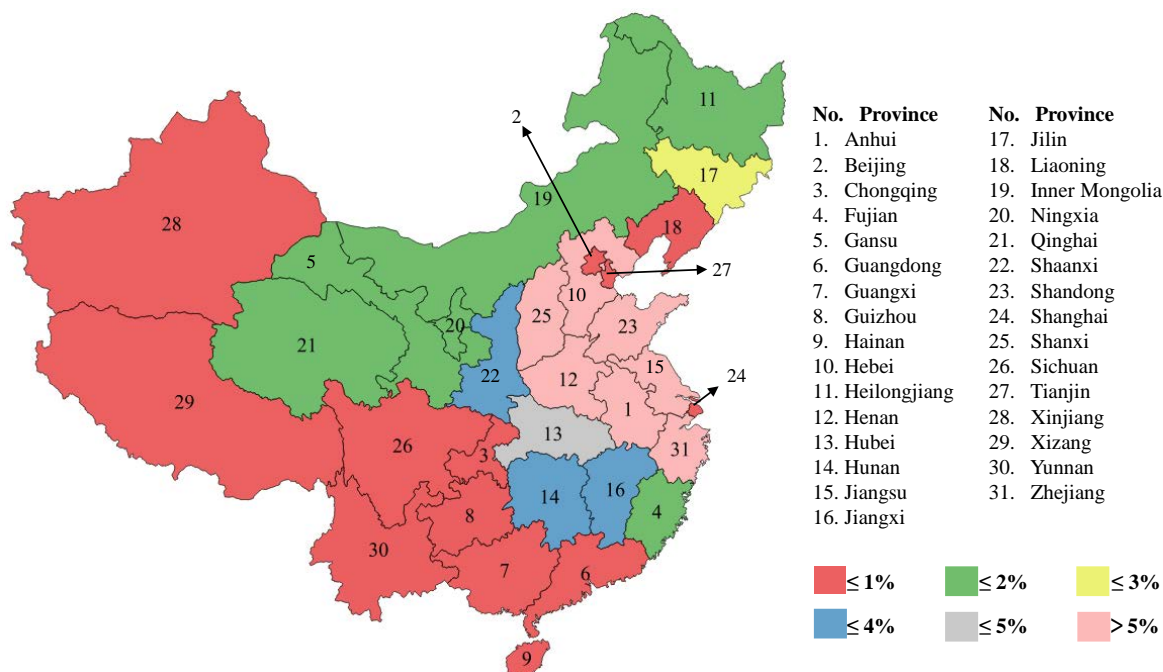 2
11
17
19
28
18
5
27
10
25
20
23
21
15
22
12
24
29
1
13
31
26
3
16
14
4
8
30
7
6
9
No. Province
1. Anhui
2. Beijing
3. Chongqing
4. Fujian
5. Gansu
6. Guangdong
7. Guangxi
8. Guizhou
9. Hainan
10. Hebei
11. Heilongjiang
12. Henan
13. Hubei
14. Hunan
15. Jiangsu
16. Jiangxi
No. Province
17. Jilin
18. Liaoning
19. Inner Mongolia
20. Ningxia
21. Qinghai
22. Shaanxi
23. Shandong
24. Shanghai
25. Shanxi
26. Sichuan
27. Tianjin
28. Xinjiang
29. Xizang
30. Yunnan
31. Zhejiang
≤ 1% ≤ 2% ≤ 3%
≤ 4% ≤ 5% > 5%